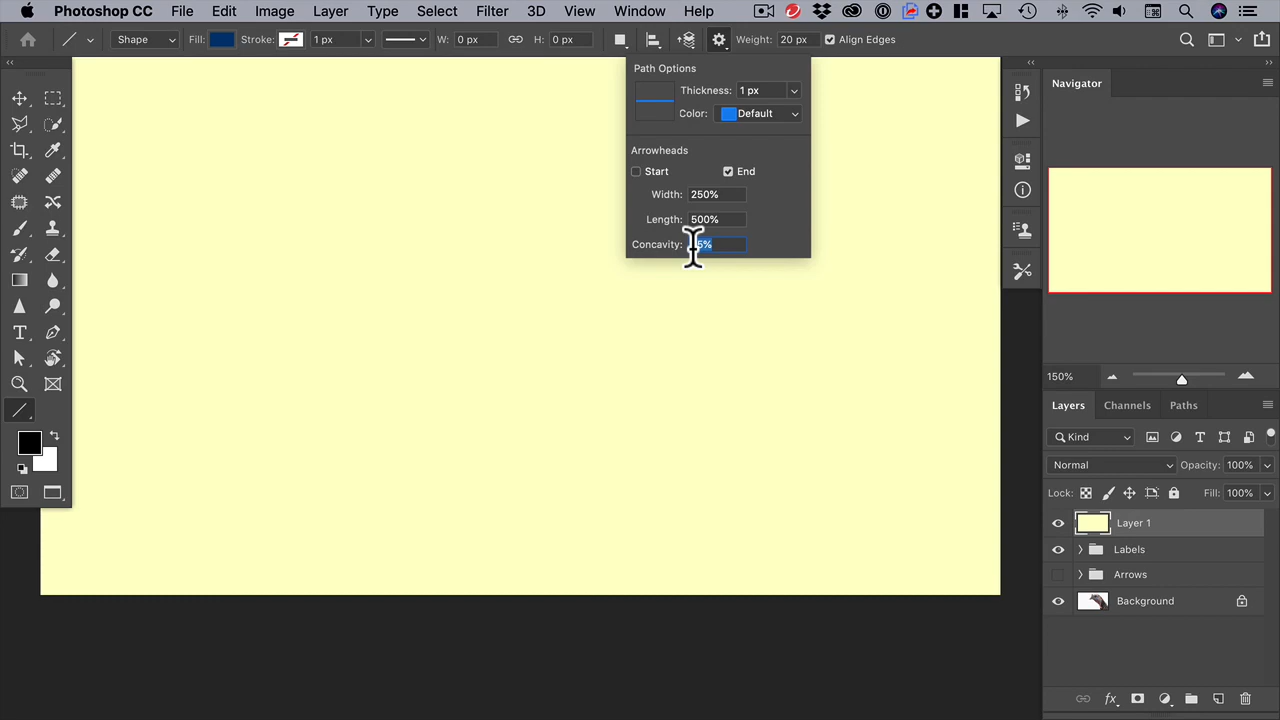 Photoshop CC File Edit Image Layer Type Select Filter 3D View Window Help
Shape Fill: Stroke: 1 px W: 0 px H: 0 px Weight: 20 px Align Edges
Path Options
Thickness: 1 px
Color: Default
Arrowheads
Start End
Width: 250%
Length: 500%
Concavity:
Navigator
150%
Layers Channels Paths
Kind
Normal Opacity: 100%
Lock: Fill: 100%
Layer 1
Labels
Arrows
Background
fx